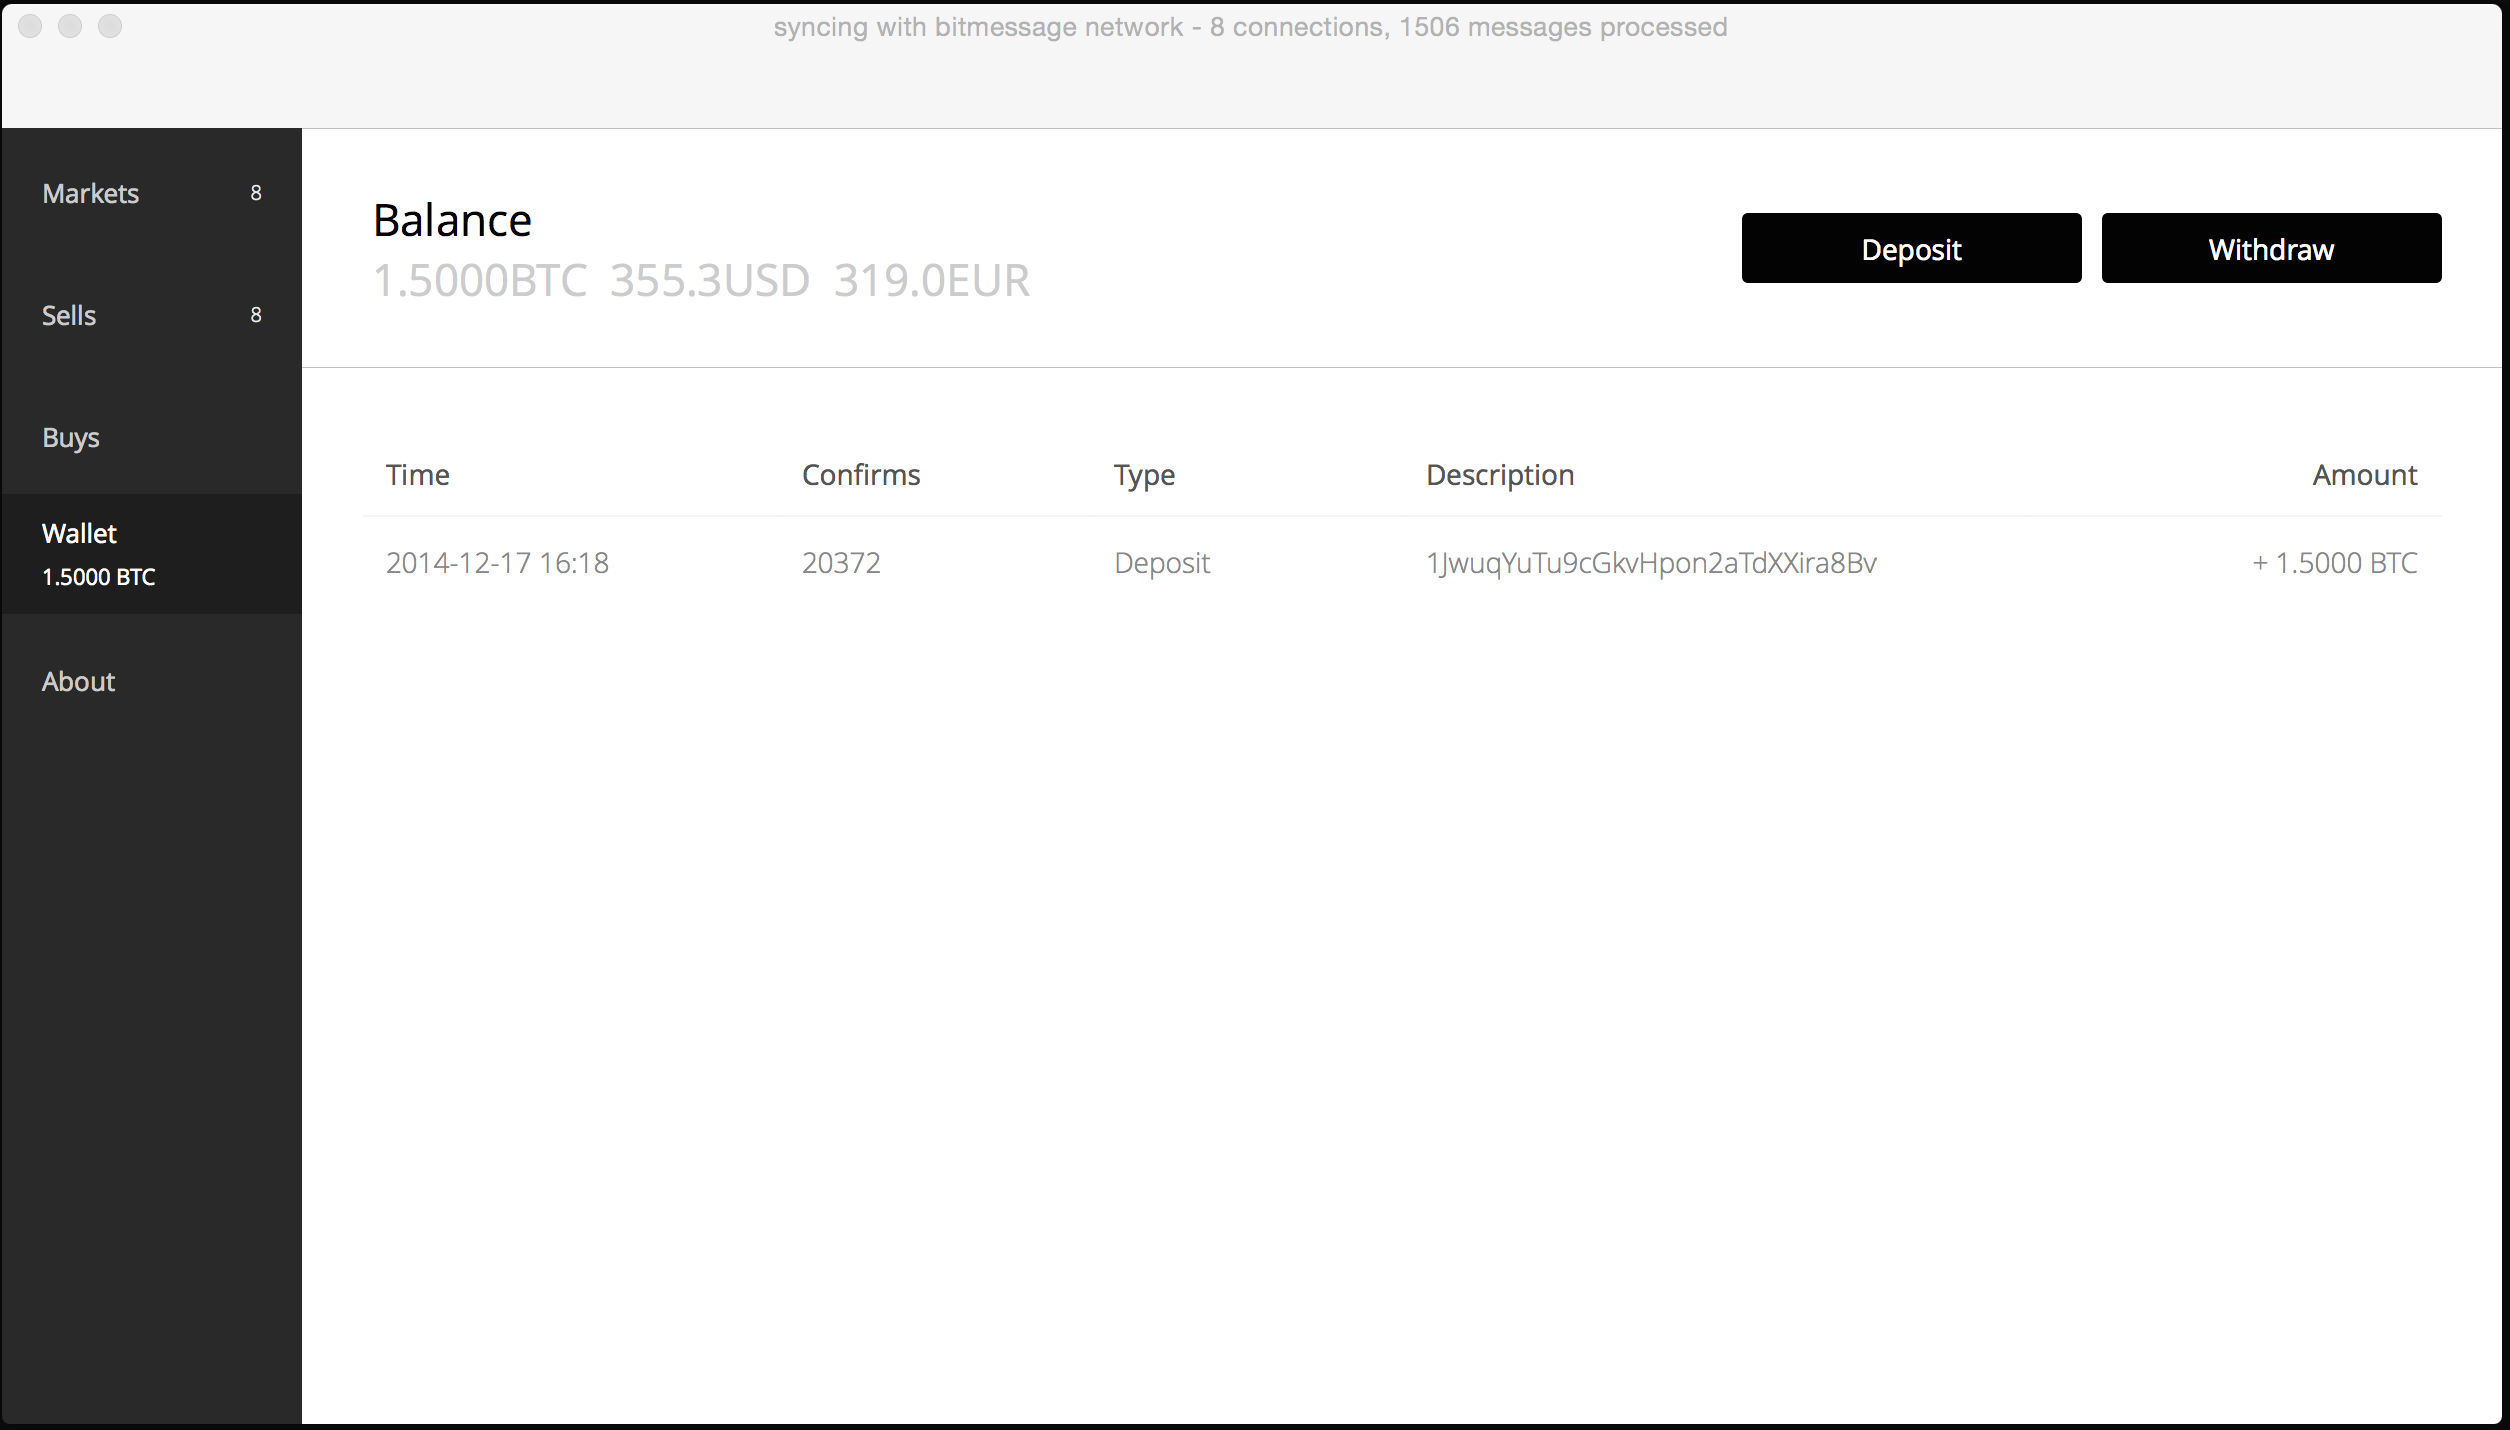 syncing with bitmessage network - 8 connections, 1506 messages processed
Markets 8
Sells 8
Buys
Wallet
1.5000 BTC
About
Balance
1.5000BTC 355.3USD 319.0EUR
Deposit Withdraw
Time Confirms Type Description Amount
2014-12-17 16:18 20372 Deposit 1JwuqYuTu9cGkvHpon2aTdXXira8Bv + 1.5000 BTC